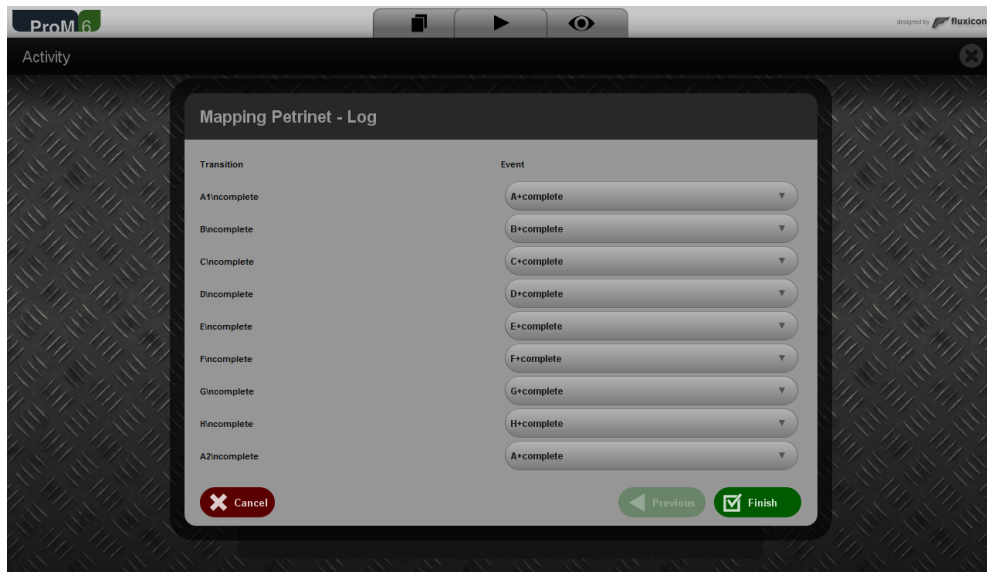 ProM 6
designed by fluxicon
Activity
Mapping Petrinet - Log
Transition Event
A1\ncomplete A+complete
B\ncomplete B+complete
C\ncomplete C+complete
D\ncomplete D+complete
E\ncomplete E+complete
F\ncomplete F+complete
G\ncomplete G+complete
H\ncomplete H+complete
A2\ncomplete A+complete
Cancel Previous Finish